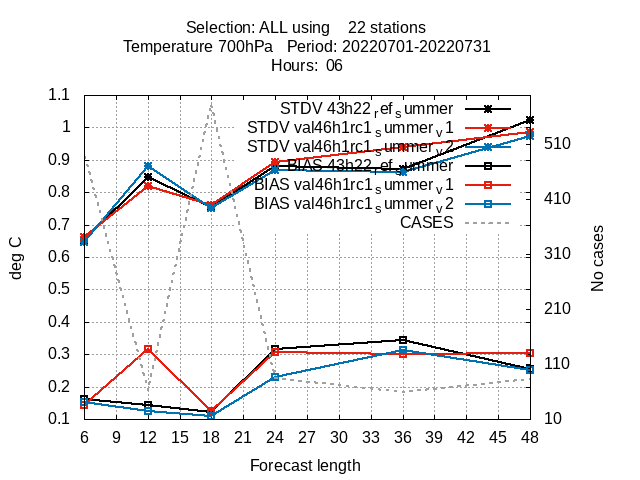 Selection: ALL using    22 stations
Temperature 700hPa   Period: 20220701-20220731
Hours:  06
1.1
1
0.9
0.8
0.7
0.6
0.5
0.4
0.3
0.2
0.1
deg C
STDV 43h22_ref_summer
STDV val46h1rc1_summer_v1
STDV val46h1rc1_summer_v2
BIAS 43h22_ref_summer
BIAS val46h1rc1_summer_v1
BIAS val46h1rc1_summer_v2
CASES
510
410
310
210
110
10
No cases
6 9 12 15 18 21 24 27 30 33 36 39 42 45 48
Forecast length